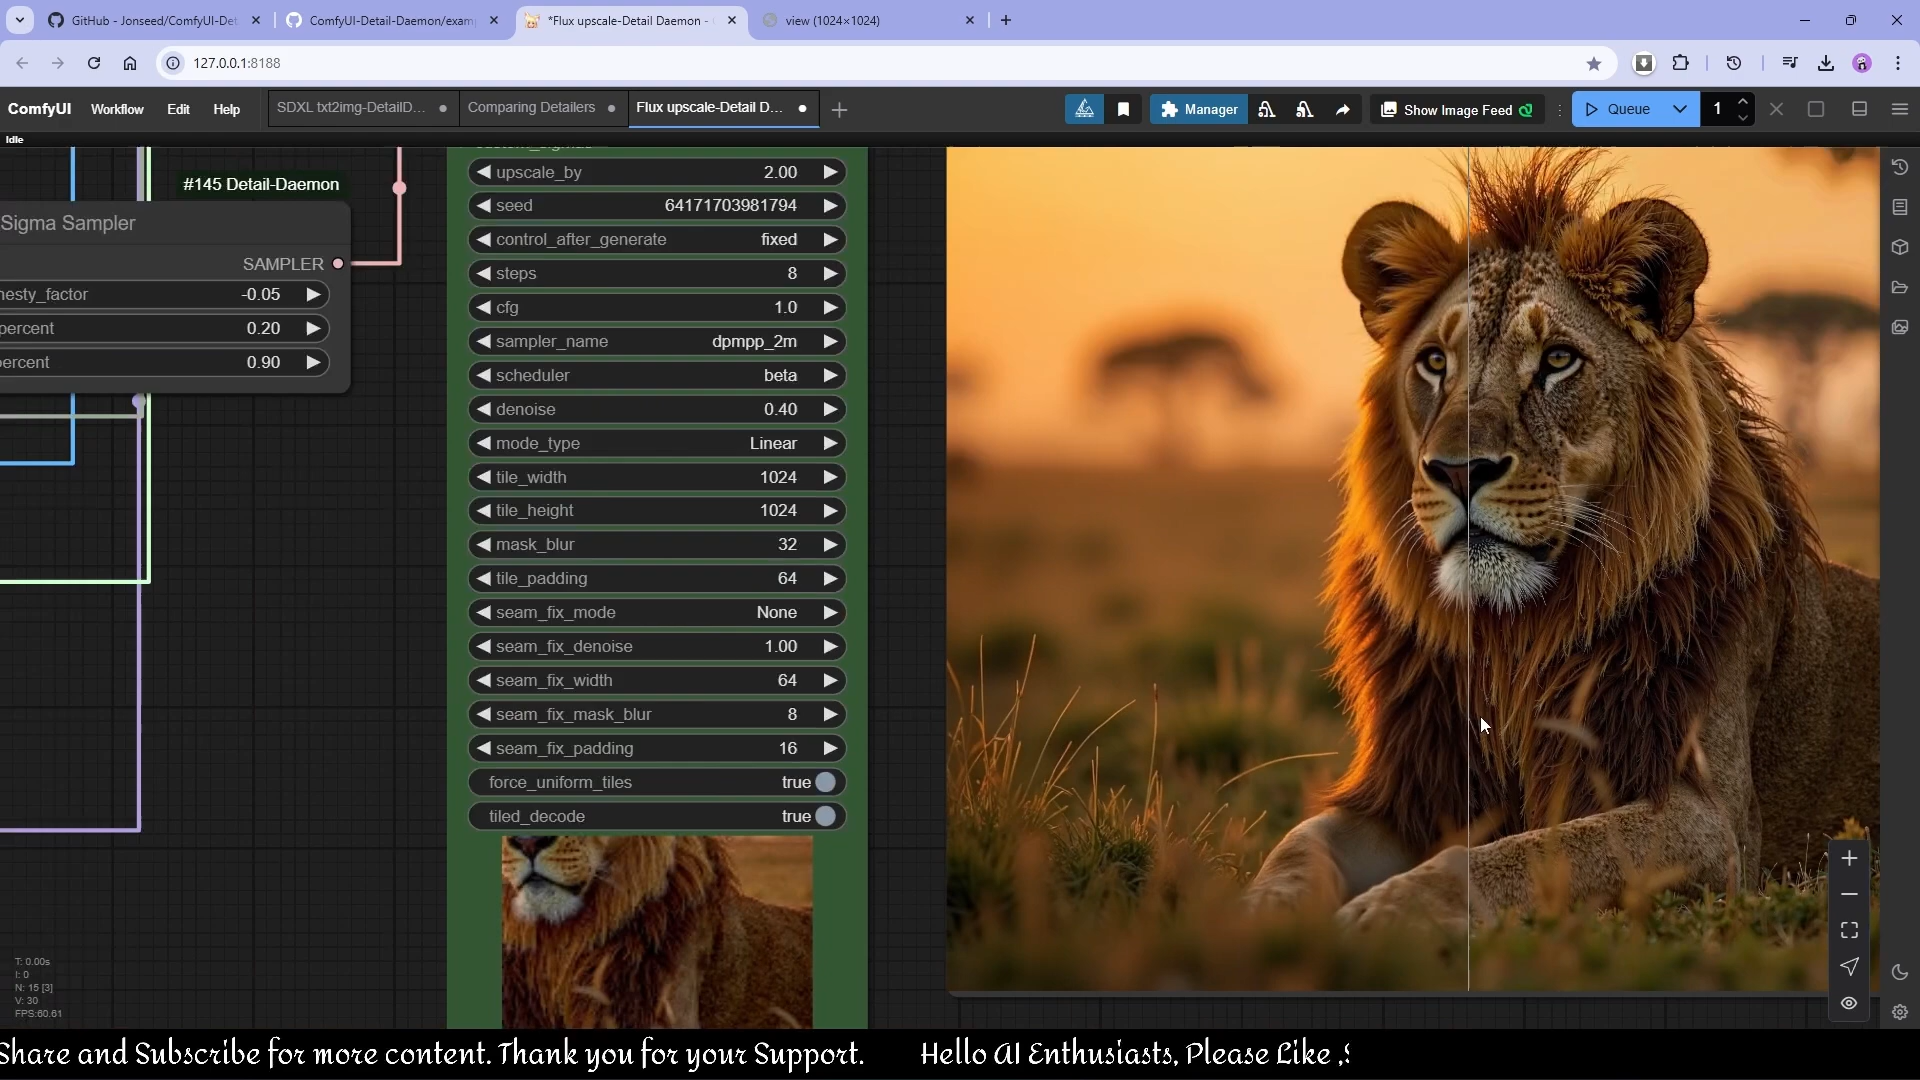 GitHub - Jonseed/ComfyUI-Det
ComfyUI-Detail-Daemon/exam
*Flux upscale-Detail Daemon -
view (1024×1024)
127.0.0.1:8188
ComfyUI
Workflow
Edit
Help
SDXL txt2img-DetailD...
Comparing Detailers
Flux upscale-Detail D...
Manager
Show Image Feed
Queue
1
Idle
#145 Detail-Daemon
Sigma Sampler
SAMPLER
nesty_factor -0.05
percent 0.20
percent 0.90
upscale_by 2.00
seed 64171703981794
control_after_generate fixed
steps 8
cfg 1.0
sampler_name dpmpp_2m
scheduler beta
denoise 0.40
mode_type Linear
tile_width 1024
tile_height 1024
mask_blur 32
tile_padding 64
seam_fix_mode None
seam_fix_denoise 1.00
seam_fix_width 64
seam_fix_mask_blur 8
seam_fix_padding 16
force_uniform_tiles true
tiled_decode true
T: 0.00s
I: 0
N: 15 [3]
V: 30
FPS:60.61
Share and Subscribe for more content. Thank you for your Support. Hello AI Enthusiasts, Please Like ,